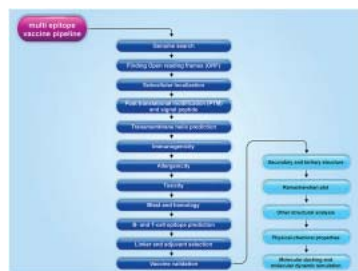 multi epitope
vaccine pipeline
Genome search
Finding Open reading frames (ORF)
Subcellular localization
Post translational modification (PTM)
and signal peptide
Transmembrane helix prediction
Immunogenicity
Allergenicity
Toxicity
Blast and homology
B- and T-cell epitope prediction
Linker and adjuvant selection
Vaccine validation
Secondary and tertiary structure
Ramachandran plot
Other structural analysis
Physical-chemical properties
Molecular docking and
molecular dynamic simulation